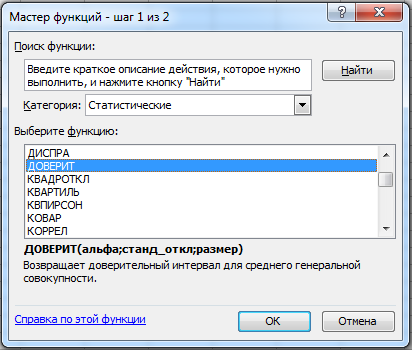 Мастер функций - шаг 1 из 2
Поиск функции:
Введите краткое описание действия, которое нужно
выполнить, и нажмите кнопку "Найти"
Найти
Категория: Статистические
Выберите функцию:
ДИСПРА
ДОВЕРИТ
КВАДРОТКЛ
КВАРТИЛЬ
КВПИРСОН
КОВАР
КОРРЕЛ
ДОВЕРИТ(альфа;станд_откл;размер)
Возвращает доверительный интервал для среднего генеральной
совокупности.
Справка по этой функции
ОК
Отмена